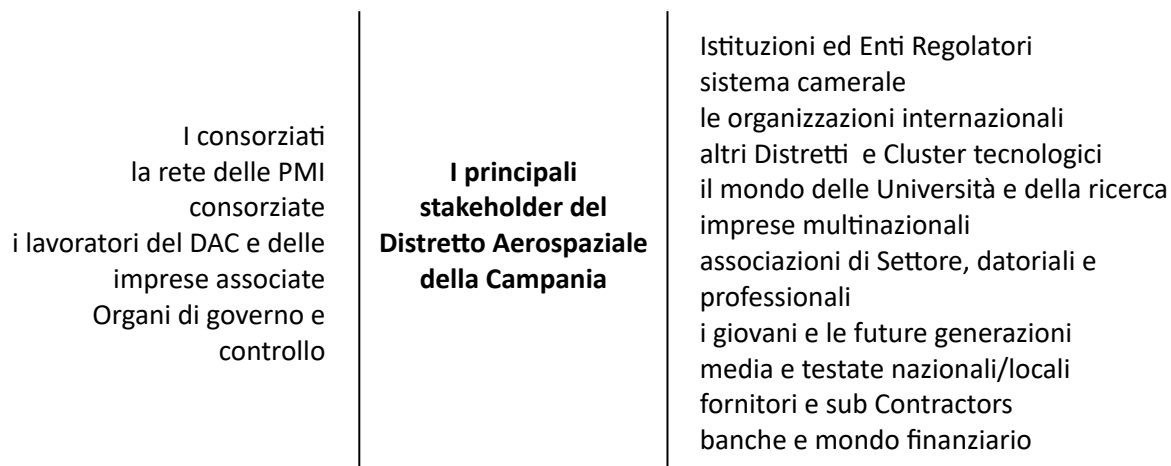 I consorziati
la rete delle PMI
consorziate
i lavoratori del DAC e delle
imprese associate
Organi di governo e
controllo
I principali
stakeholder del
Distretto Aerospaziale
della Campania
Istituzioni ed Enti Regolatori
sistema camerale
le organizzazioni internazionali
altri Distretti  e Cluster tecnologici
il mondo delle Università e della ricerca
imprese multinazionali
associazioni di Settore, datoriali e
professionali
i giovani e le future generazioni
media e testate nazionali/locali
fornitori e sub Contractors
banche e mondo finanziario